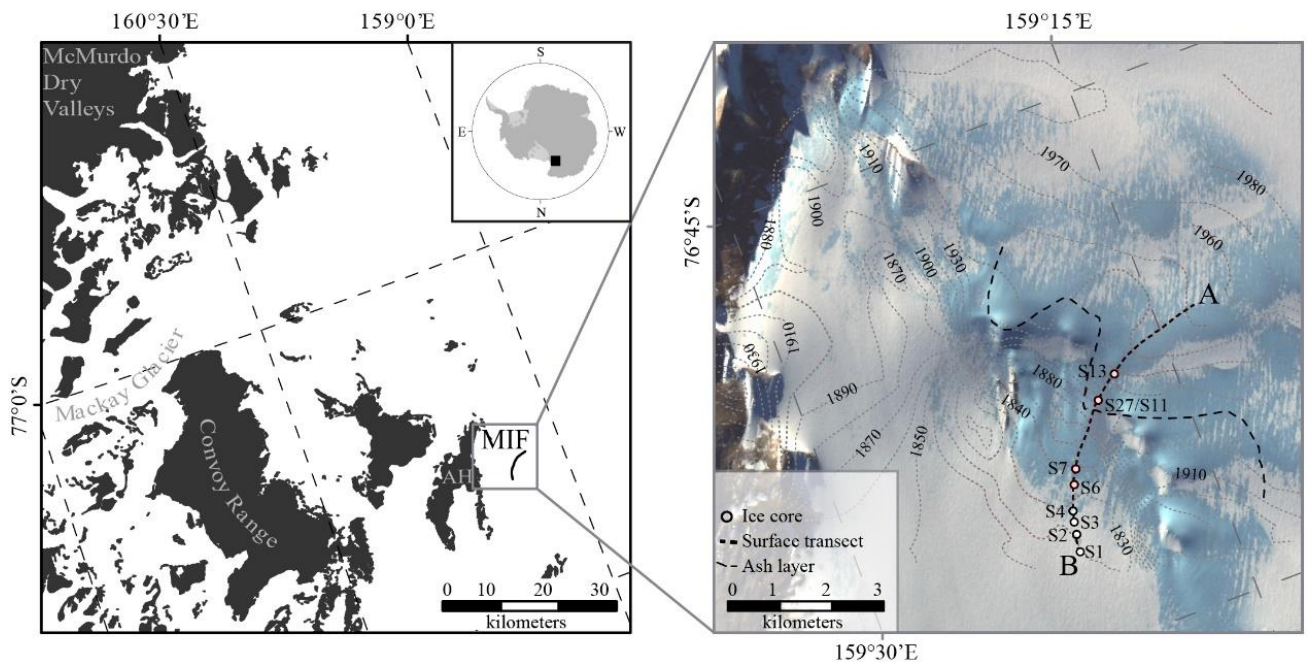 160°30'E
159°0'E
77°0'S
McMurdo
Dry
Valleys
Mackay Glacier
Convoy Range
AH
MIF
S
E
W
N
0 10 20 30
kilometers
159°15'E
76°45'S
159°30'E
1970
1980
1960
1910
1900
1880
1870
1900
1930
1910
1930
1890
1880
1840
1870
1850
1910
1830
A
S13
S27/S11
S7
S6
S4
S3
S2
S1
B
Ice core
Surface transect
Ash layer
0 1 2 3
kilometers